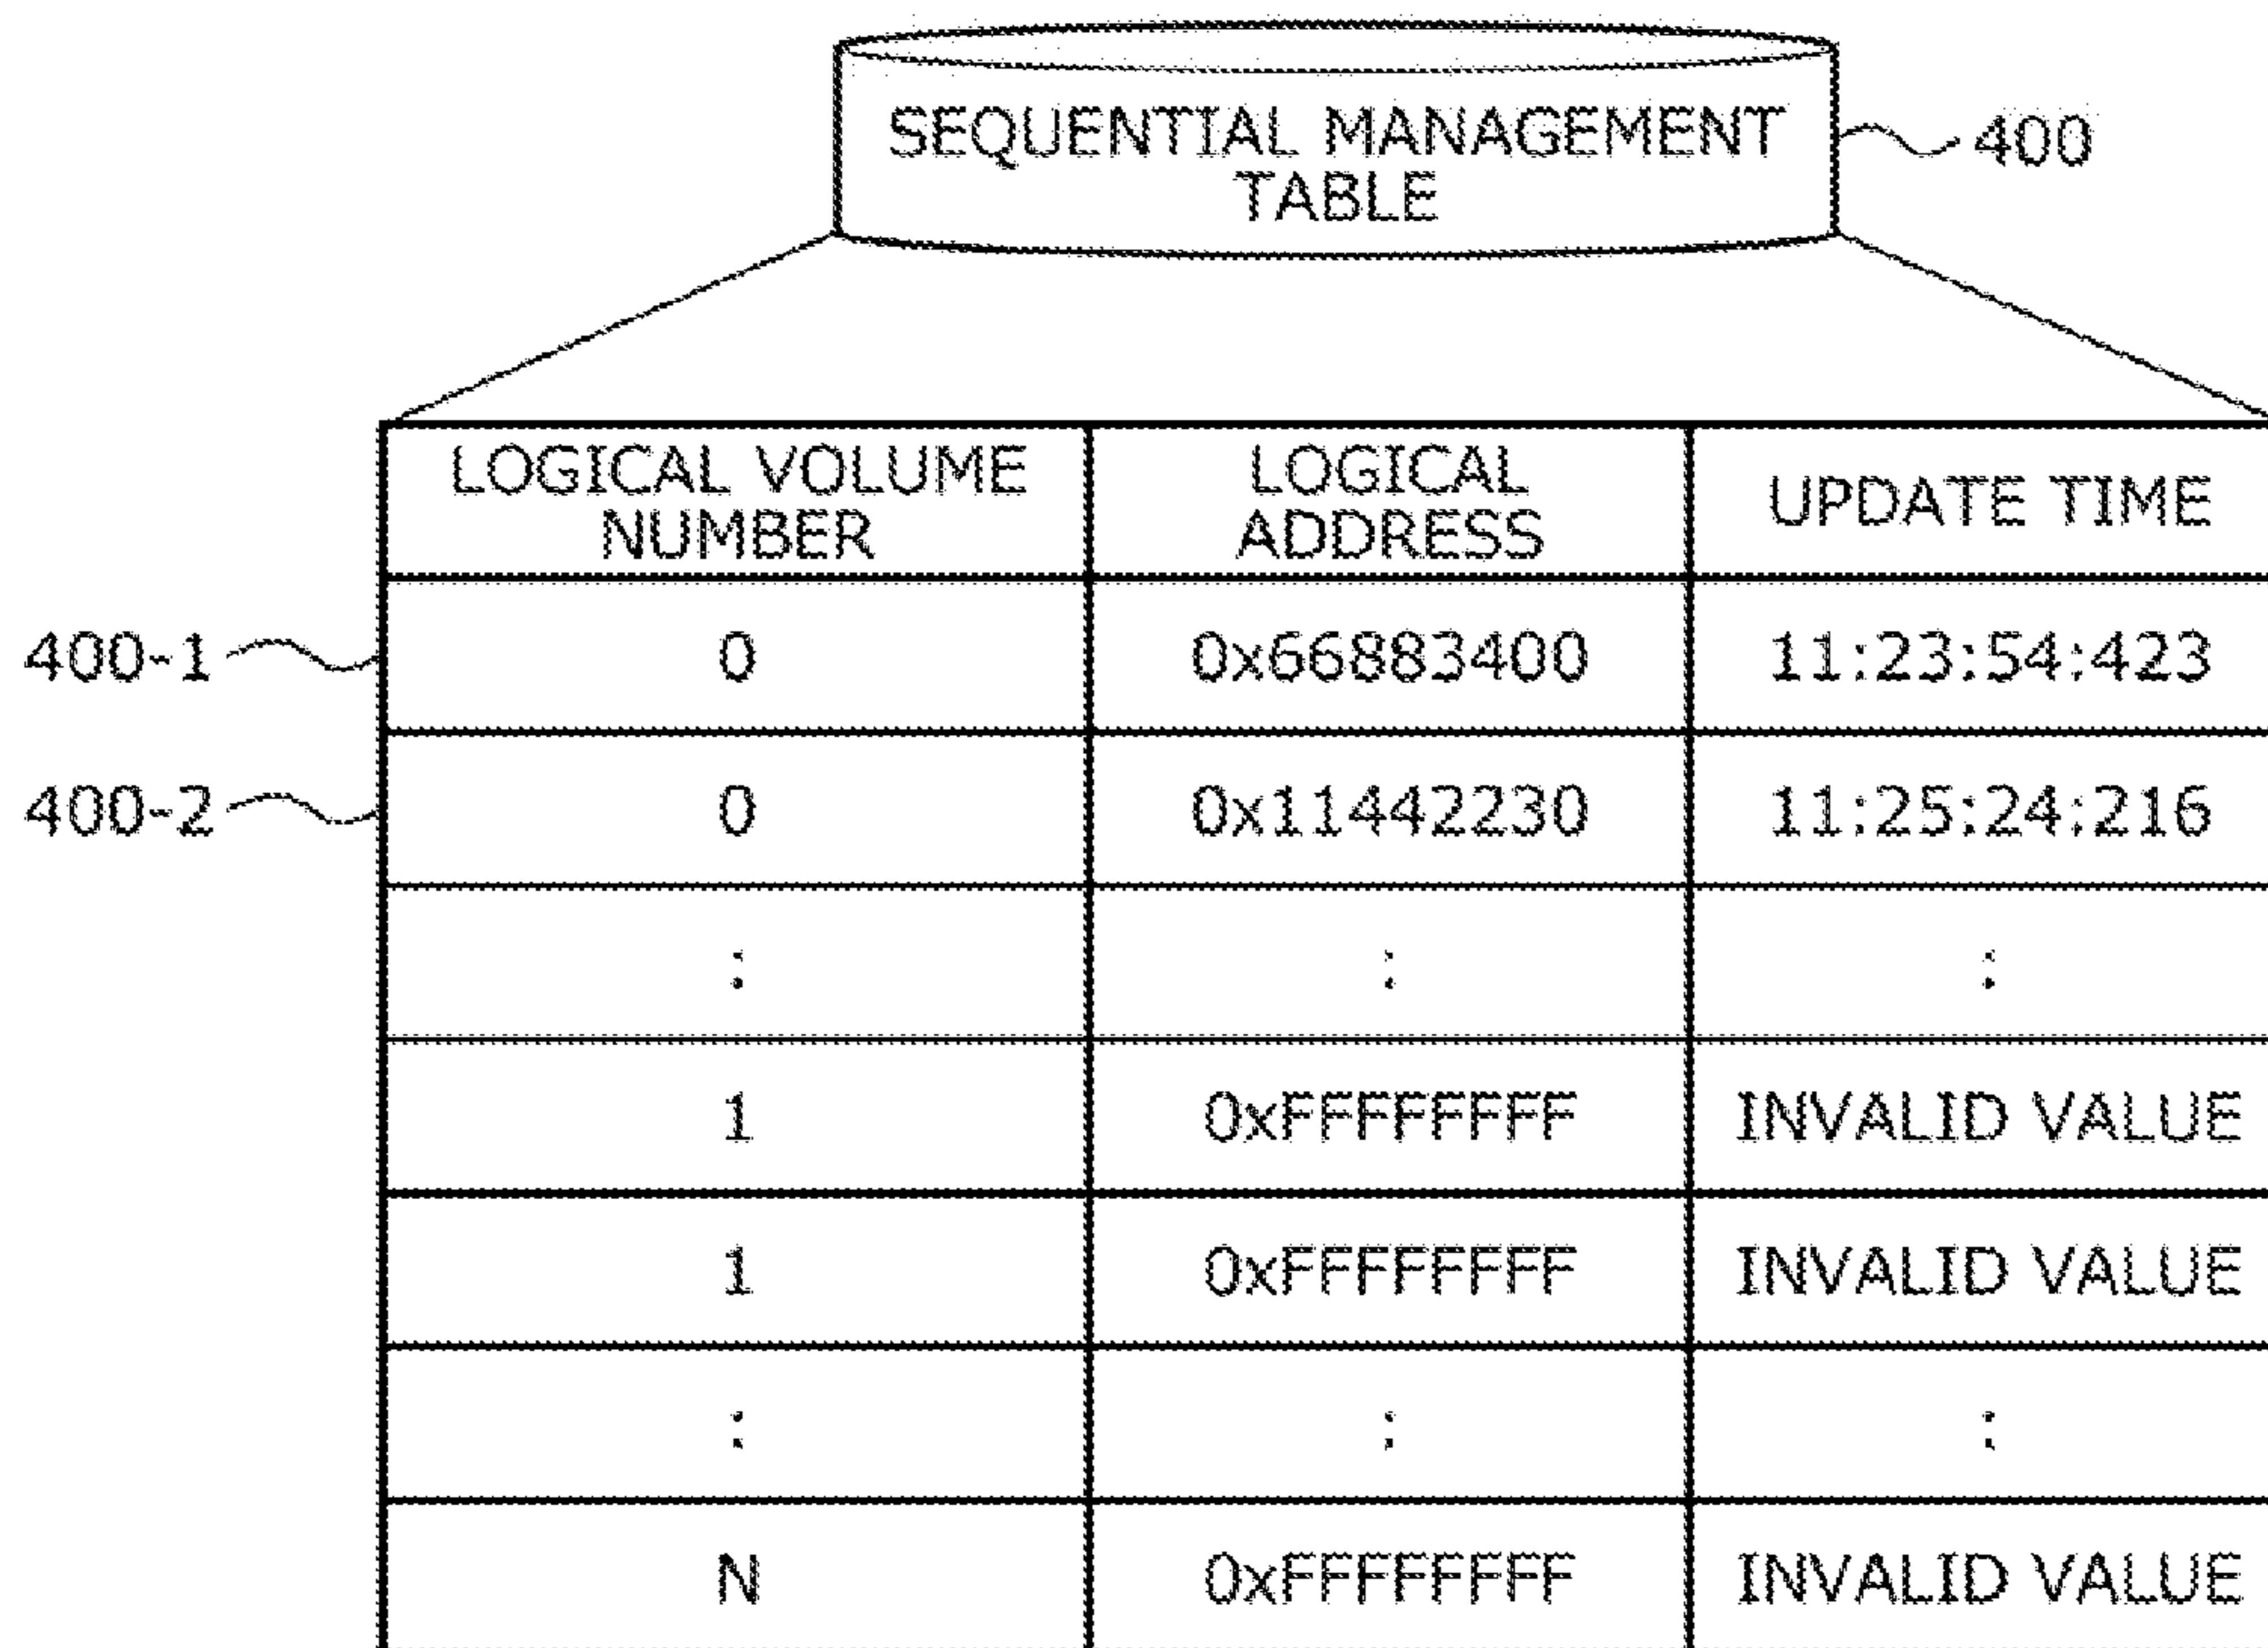 SEQUENTIAL MANAGEMENT
TABLE
400
LOGICAL VOLUME
NUMBER
LOGICAL
ADDRESS
UPDATE TIME
400-1
0
0x66883400
11:23:54:423
400-2
0
0x11442230
11:25:24:216
:
:
:
1
0xFFFFFFFF
INVALID VALUE
1
0xFFFFFFFF
INVALID VALUE
:
:
:
N
0xFFFFFFFF
INVALID VALUE